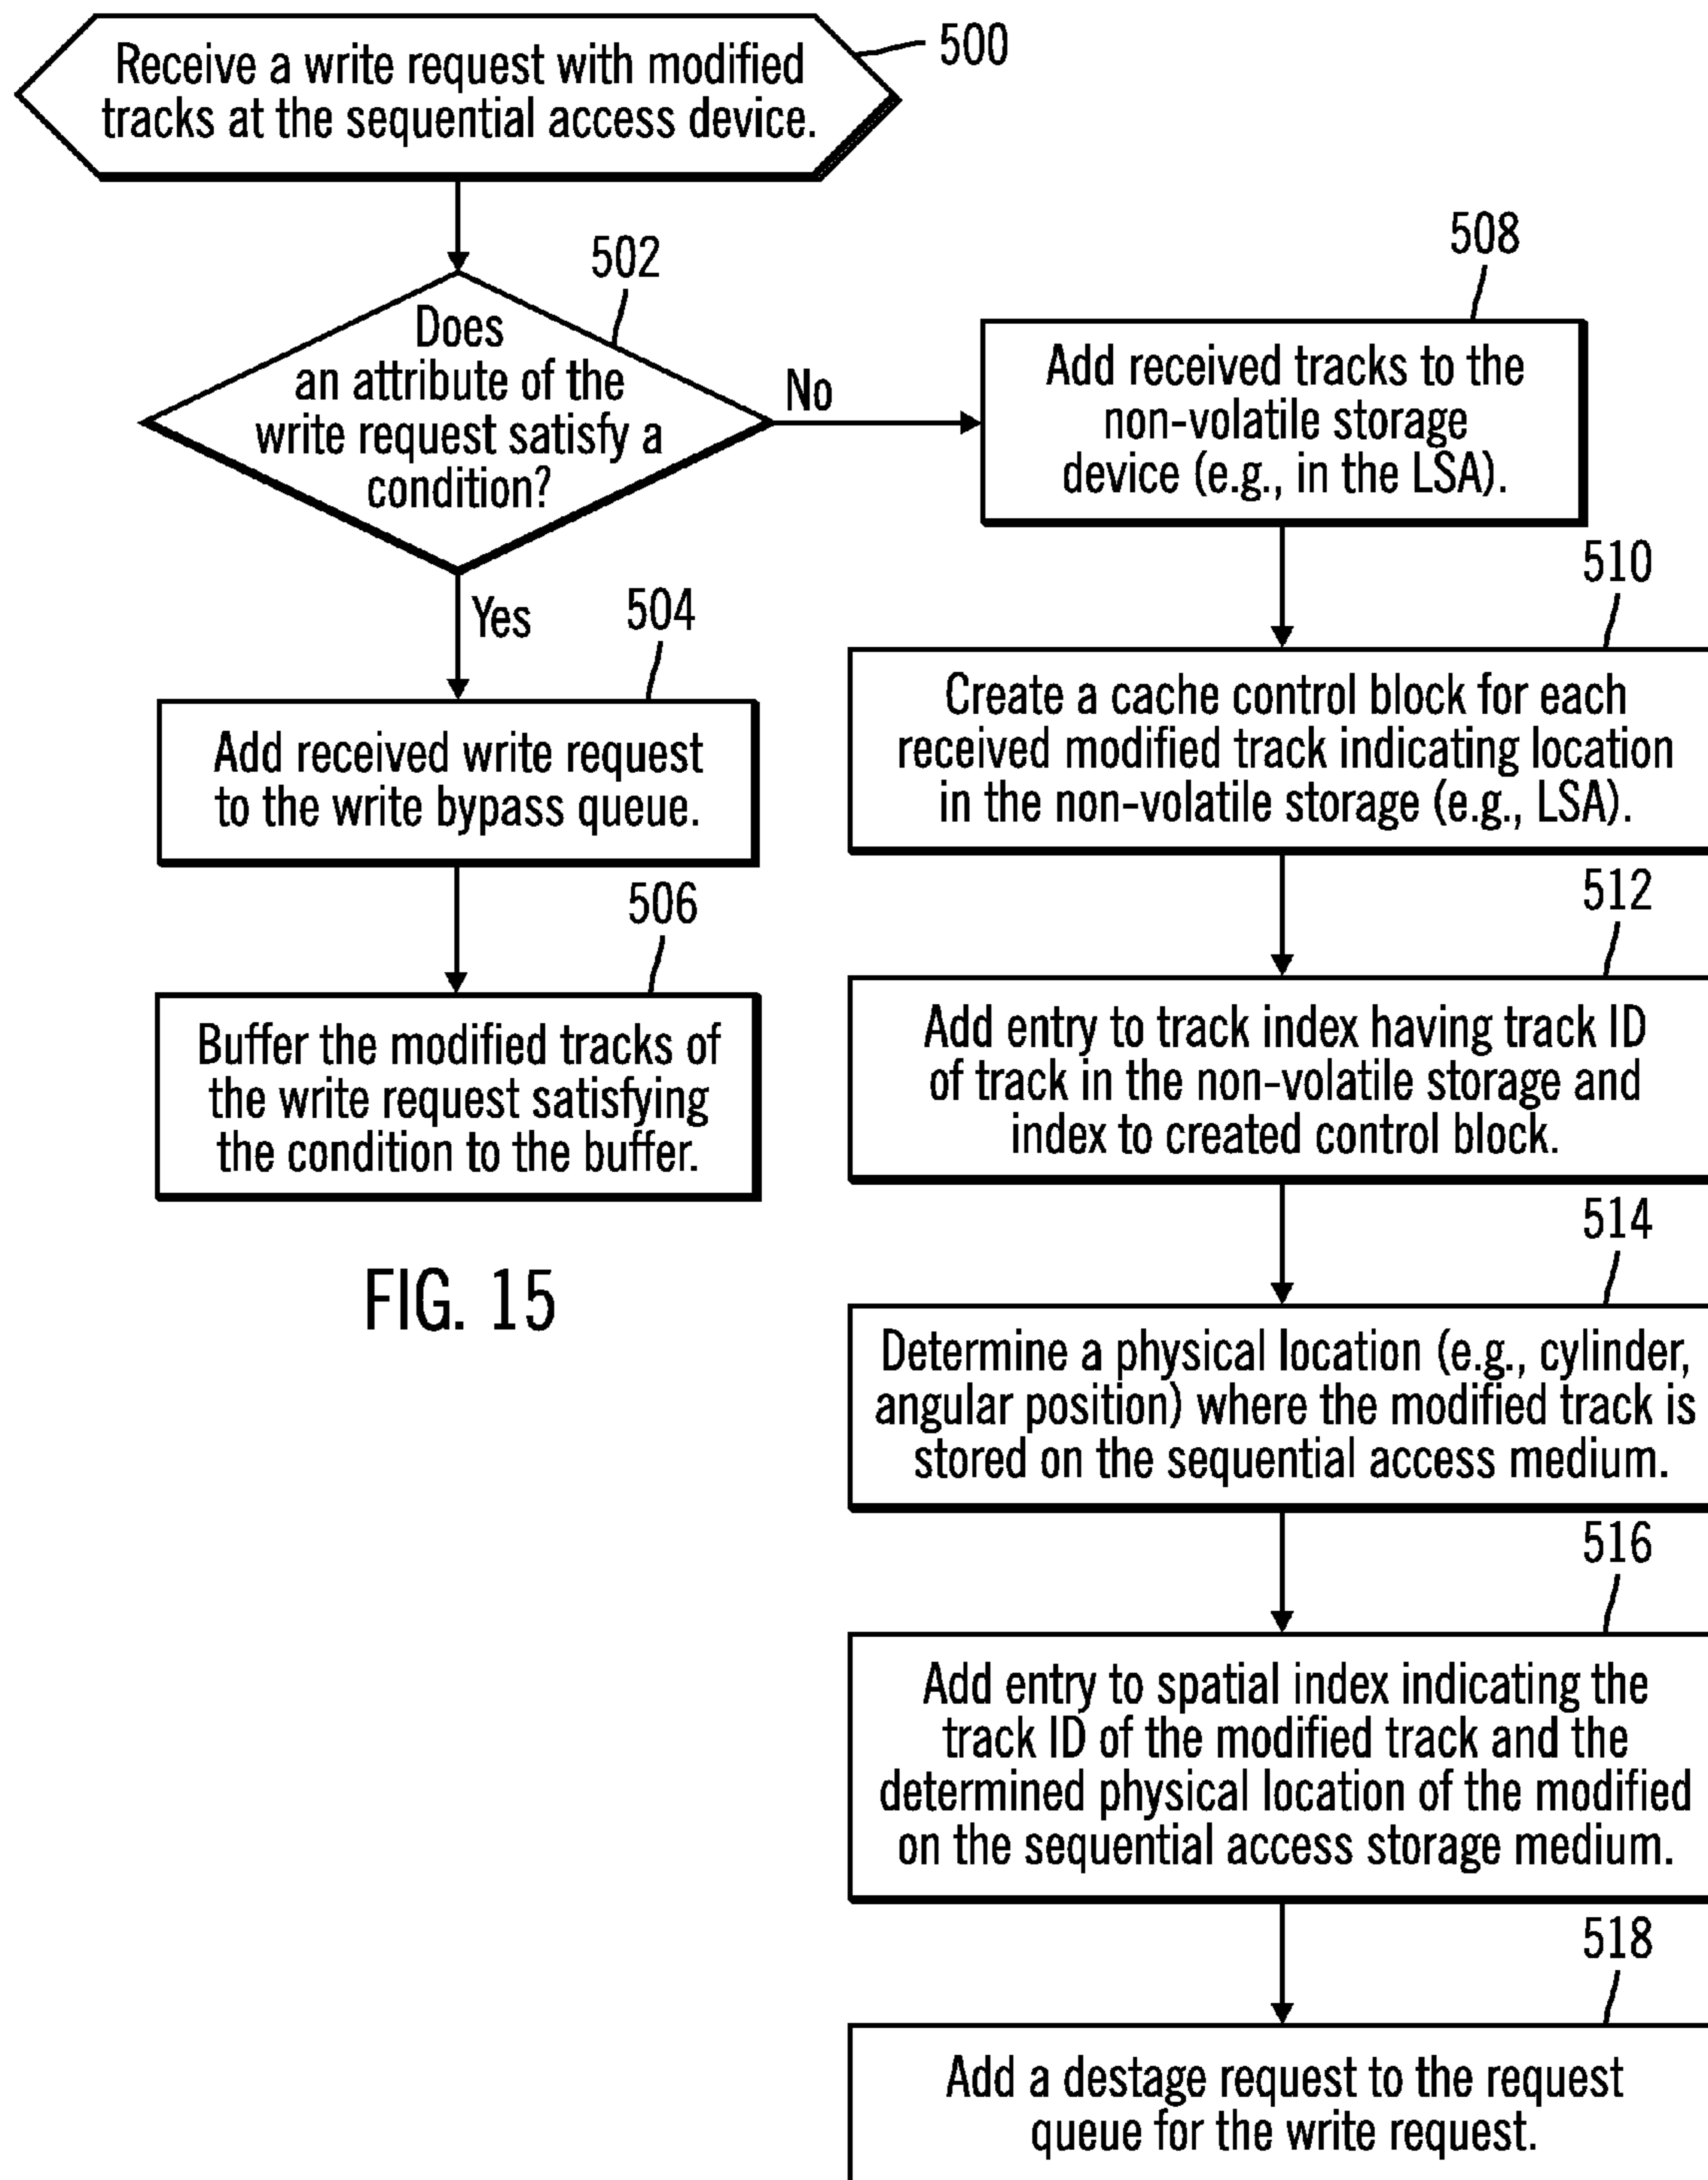 Receive a write request with modified
tracks at the sequential access device.
500
502
Does
an attribute of the
write request satisfy a
condition?
No
Yes
504
Add received write request
to the write bypass queue.
506
Buffer the modified tracks of
the write request satisfying
the condition to the buffer.
FIG. 15
508
Add received tracks to the
non-volatile storage
device (e.g., in the LSA).
510
Create a cache control block for each
received modified track indicating location
in the non-volatile storage (e.g., LSA).
512
Add entry to track index having track ID
of track in the non-volatile storage and
index to created control block.
514
Determine a physical location (e.g., cylinder,
angular position) where the modified track is
stored on the sequential access medium.
516
Add entry to spatial index indicating the
track ID of the modified track and the
determined physical location of the modified
on the sequential access storage medium.
518
Add a destage request to the request
queue for the write request.